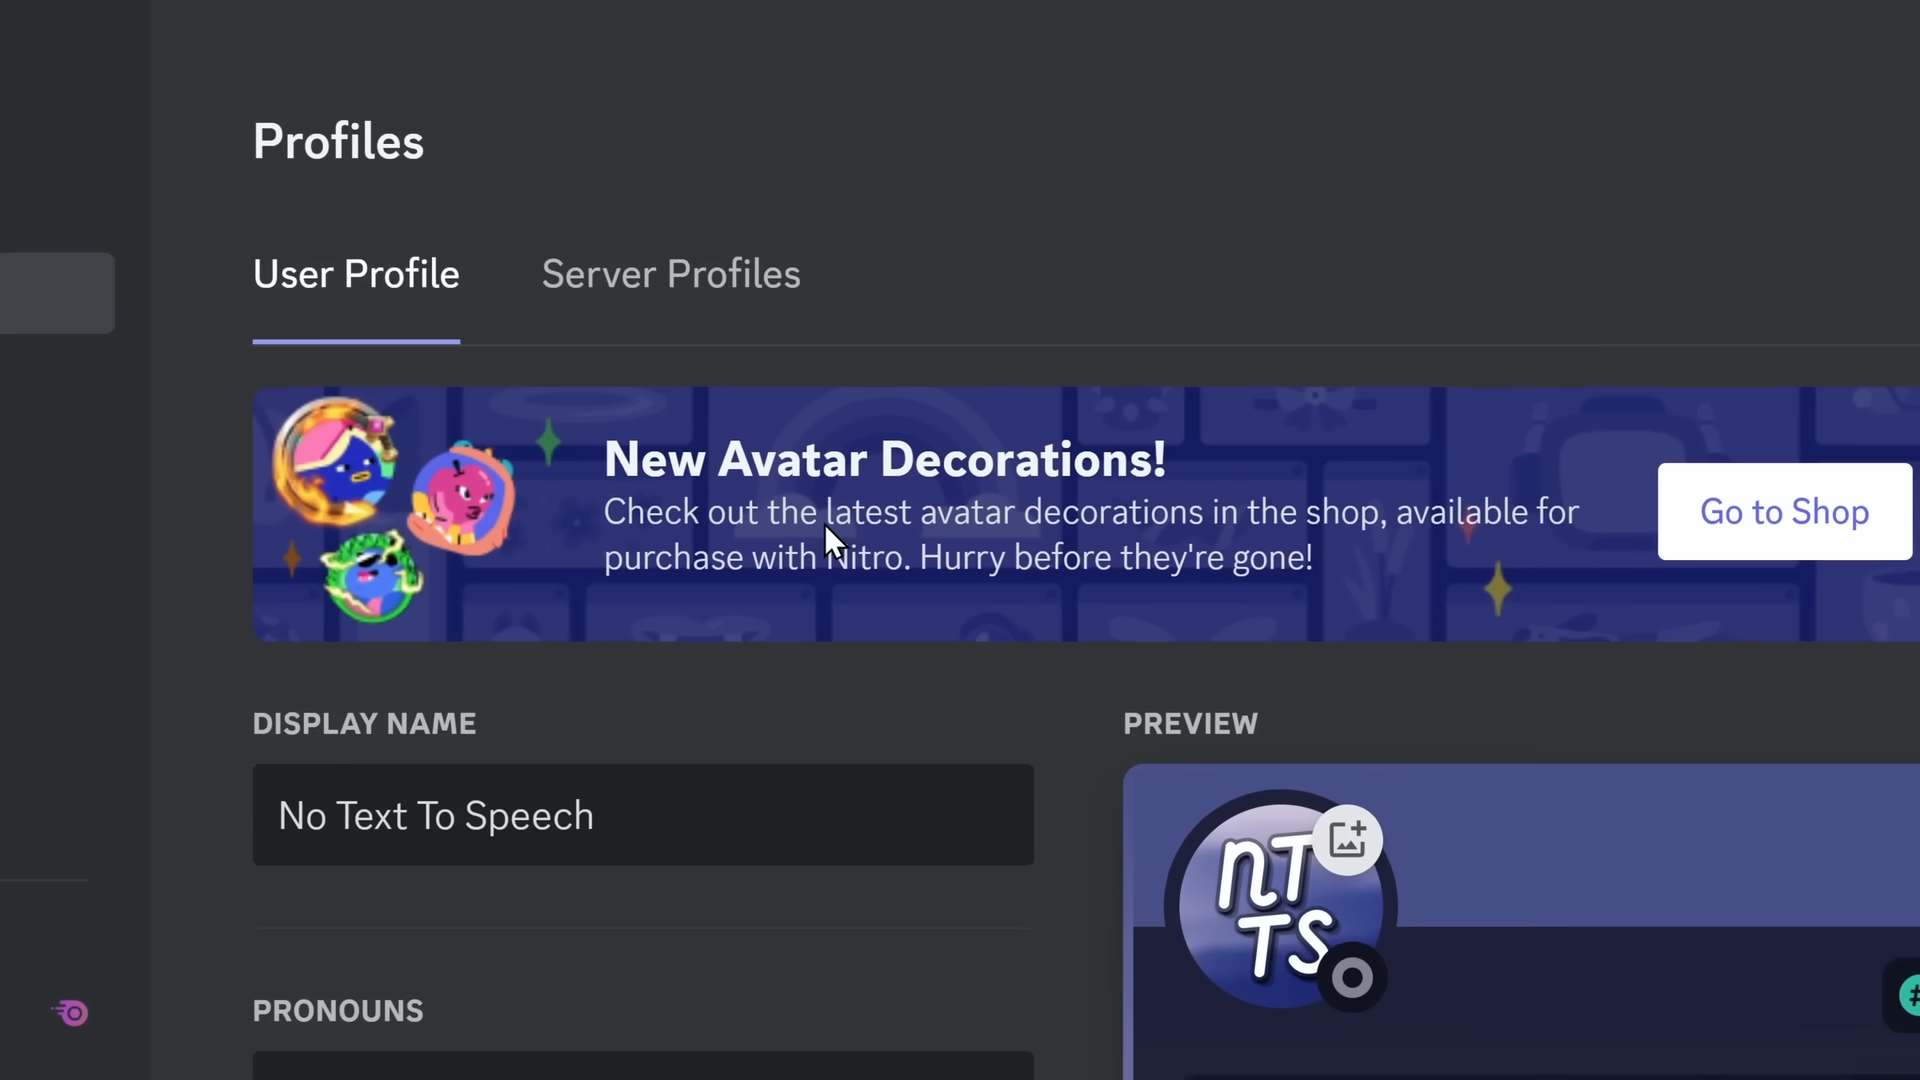 Profiles
User Profile
Server Profiles
New Avatar Decorations!
Check out the latest avatar decorations in the shop, available for
purchase with Nitro. Hurry before they're gone!
Go to Shop
DISPLAY NAME
No Text To Speech
PRONOUNS
PREVIEW
nT
TS
#